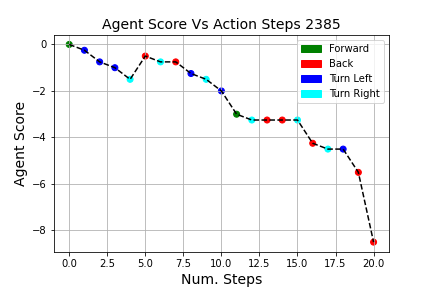 Agent Score Vs Action Steps 2385
Forward
Back
Turn Left
Turn Right
Agent Score
0
−2
−4
−6
−8
0.0 2.5 5.0 7.5 10.0 12.5 15.0 17.5 20.0
Num. Steps